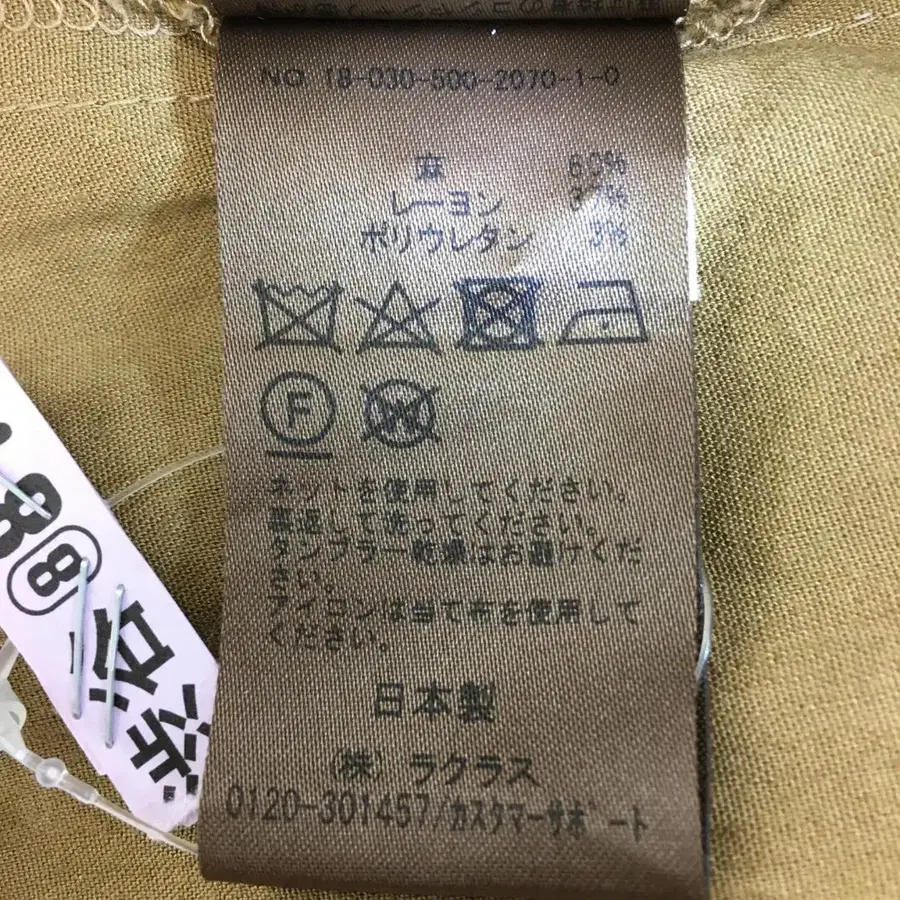 NO 18-030-500-2070-1-0
麻 60%
レーヨン 37%
ポリウレタン 3%
F
W
ネットを使用してください。
裏返して洗ってください。
タンブラー乾燥はお避けくだ
さい。
アイロンは当て布を使用して
ください。
日本製
(株) ラクラス
0120-301457/カスタマーサポート
8